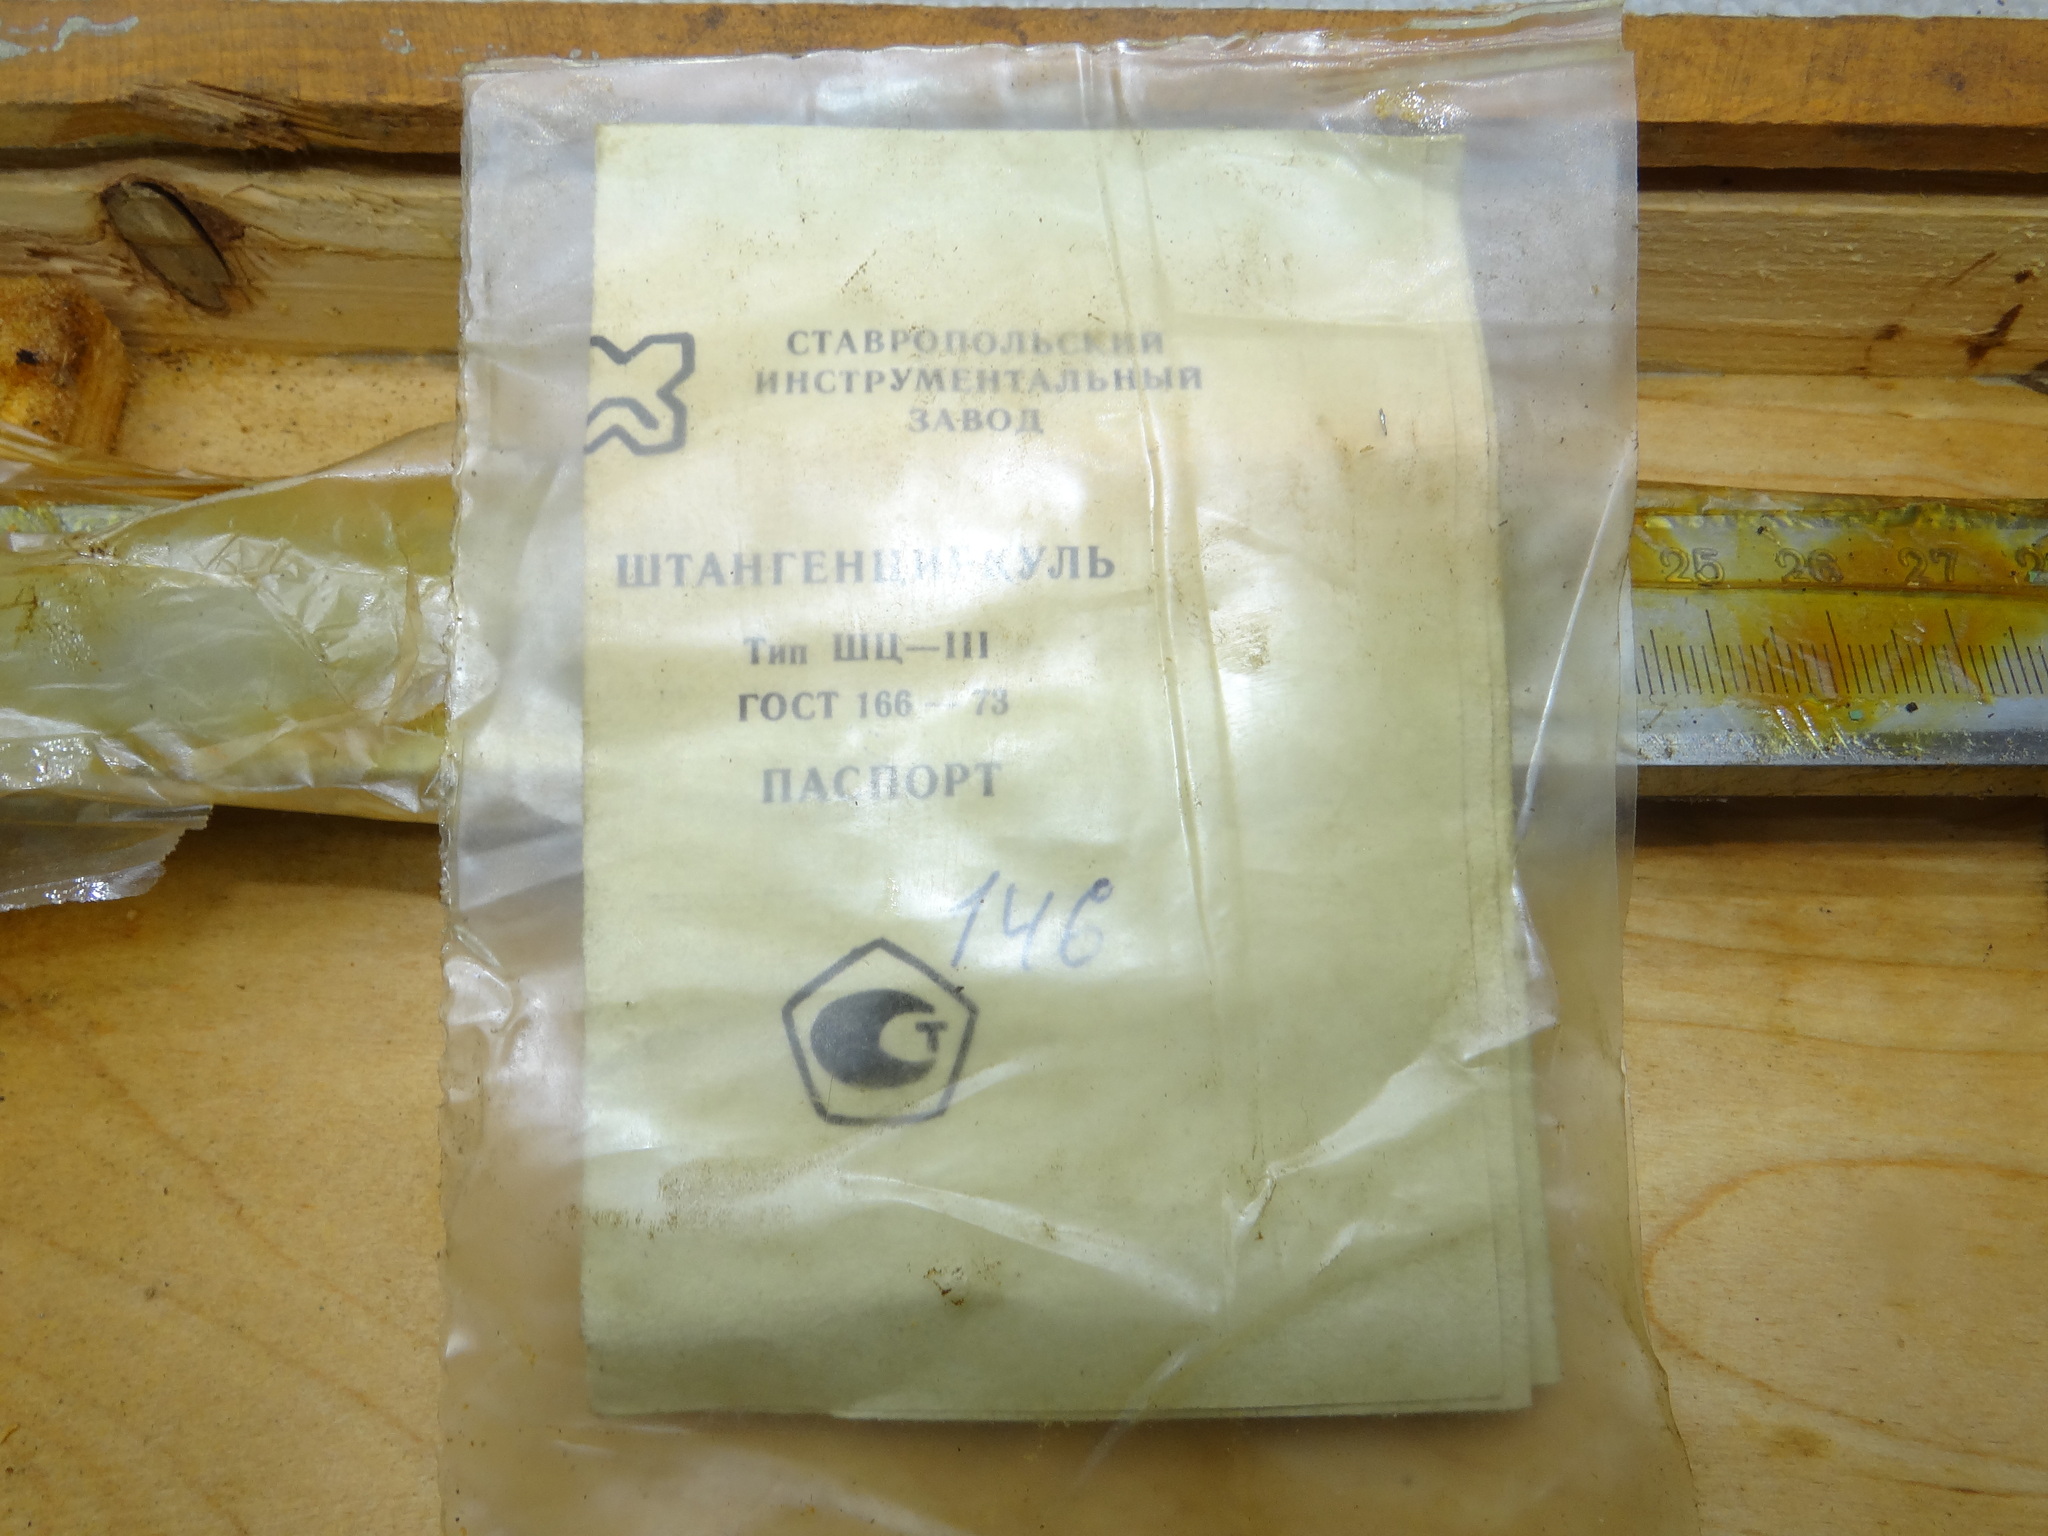 СТАВРОПОЛЬСКИЙ
ИНСТРУМЕНТАЛЬНЫЙ
ЗАВОД
ШТАНГЕНЦИРКУЛЬ
Тип ШЦ—III
ГОСТ 166 — 73
ПАСПОРТ
146
Т
25 26 27